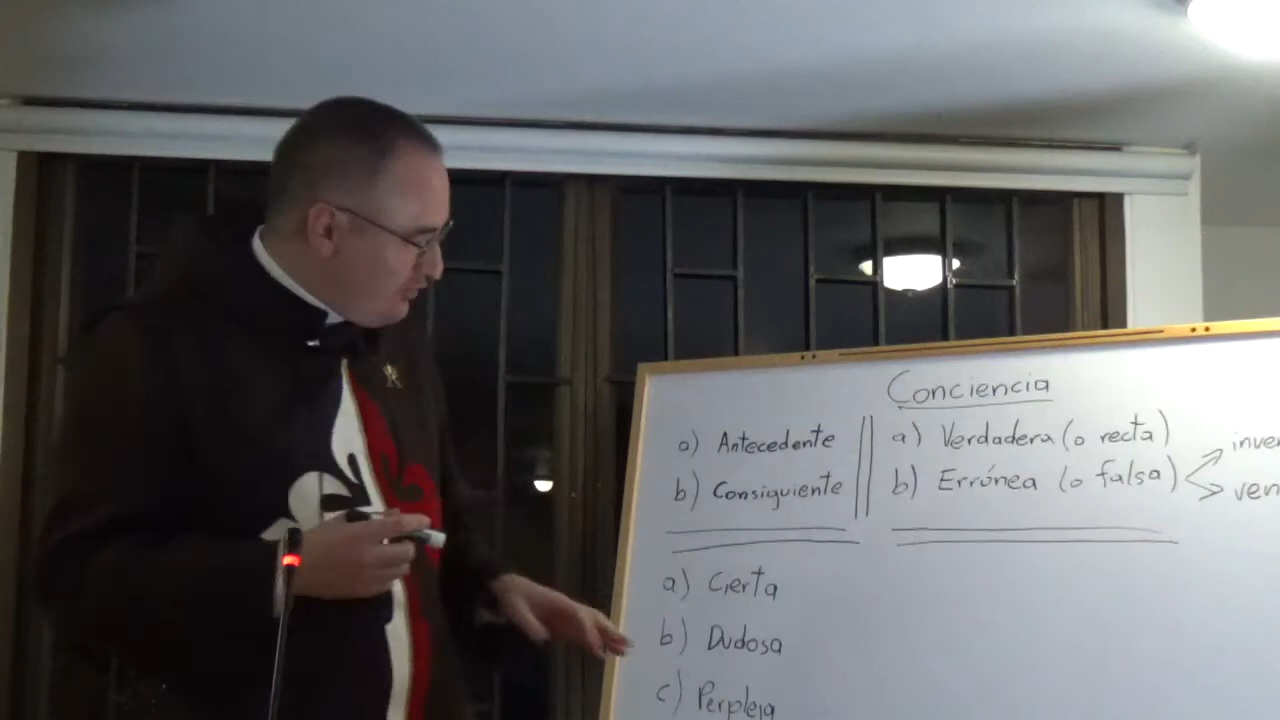 Conciencia
a) Antecedente
b) Consiguiente
a) Verdadera (o recta)
b) Errónea (o falsa)
a) Cierta
b) Dudosa
c) Perpleja